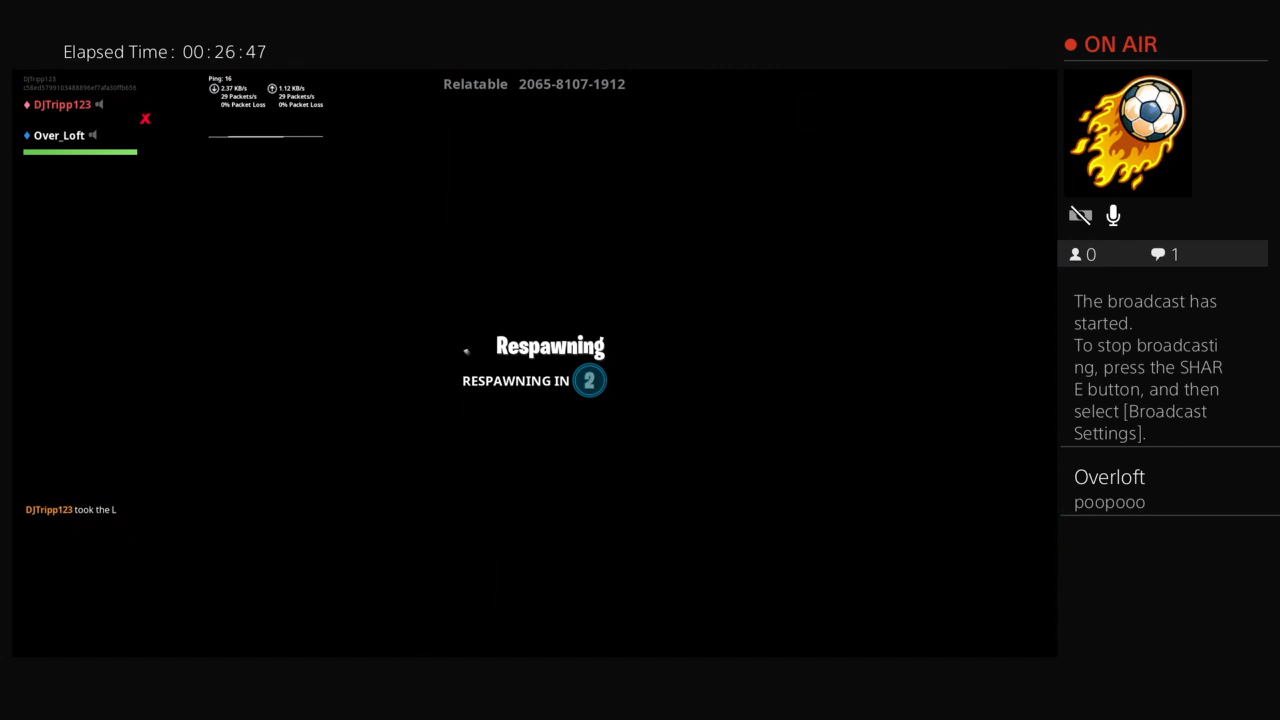 Elapsed Time: 00:26:47
ON AIR
DJTripp123
Ping: 16
2.37 KB/s
1.12 KB/s
29 Packets/s
29 Packets/s
0% Packet Loss
0% Packet Loss
Relatable 2065-8107-1912
DJTripp123
X
Over_Loft
0
1
The broadcast has
started.
To stop broadcasti
ng, press the SHAR
E button, and then
select [Broadcast
Settings].
Respawning
RESPAWNING IN 2
Overloft
poopooo
DJTripp123 took the L